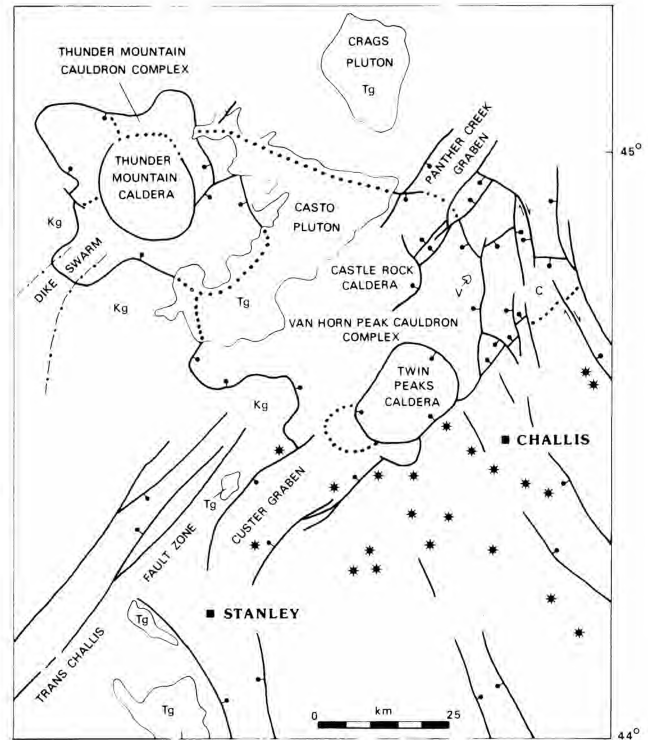 THUNDER MOUNTAIN
CAULDRON COMPLEX
CRAGS
PLUTON
Tg
45°
PANTHER CREEK
GRABEN
THUNDER
MOUNTAIN
CALDERA
CASTO
PLUTON
Kg
DIKE SWARM
CASTLE ROCK
CALDERA
V
C
Kg
Tg
VAN HORN PEAK CAULDRON
COMPLEX
TWIN
PEAKS
CALDERA
Kg
CHALLIS
Tg
CUSTER GRABEN
FAULT ZONE
TRANS CHALLIS
Tg
STANLEY
Tg
km
0 25
44°